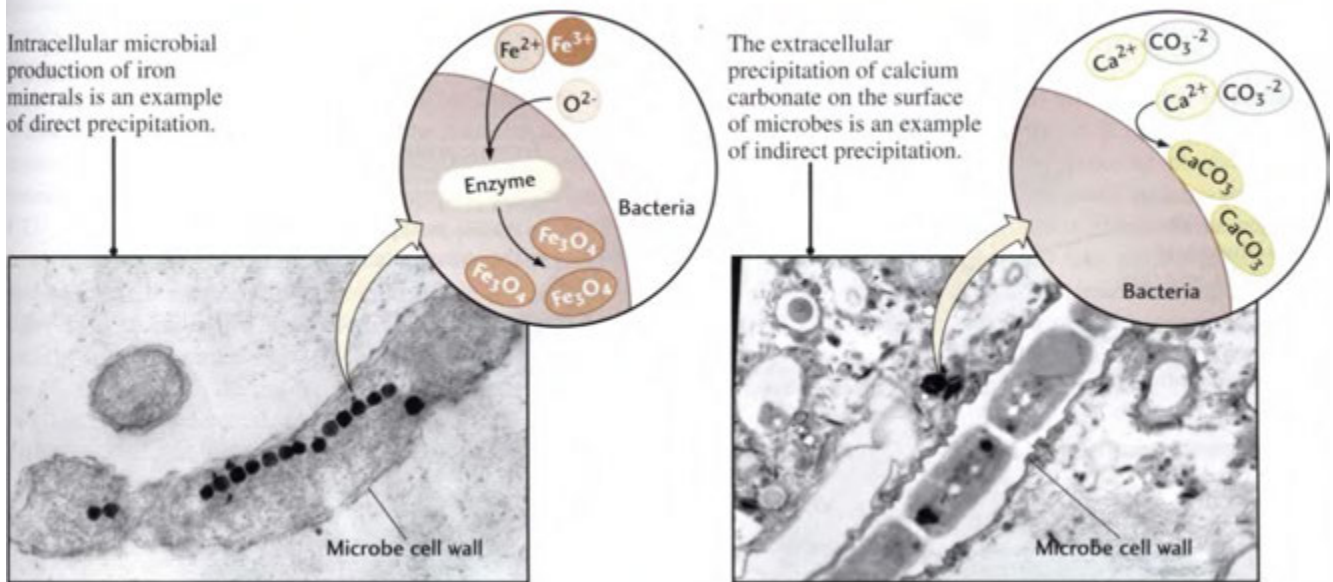 Intracellular microbial
production of iron
minerals is an example
of direct precipitation.
Fe²⁺
Fe³⁺
O²⁻
Enzyme
Bacteria
Fe₃O₄
Fe₃O₄
Fe₃O₄
Microbe cell wall
The extracellular
precipitation of calcium
carbonate on the surface
of microbes is an example
of indirect precipitation.
Ca²⁺
CO₃⁻²
Ca²⁺
CO₃⁻²
CaCO₃
CaCO₃
Bacteria
Microbe cell wall